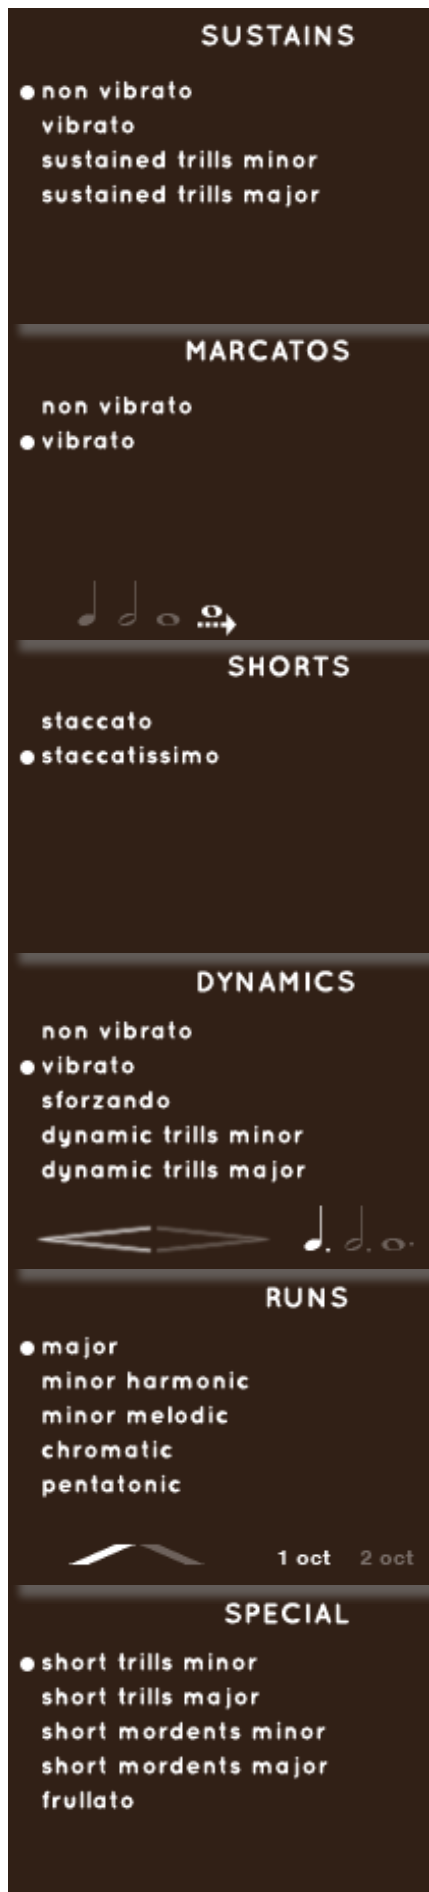 SUSTAINS
non vibrato
vibrato
sustained trills minor
sustained trills major
MARCATOS
non vibrato
vibrato
SHORTS
staccato
staccatissimo
DYNAMICS
non vibrato
vibrato
sforzando
dynamic trills minor
dynamic trills major
RUNS
major
minor harmonic
minor melodic
chromatic
pentatonic
1 oct 2 oct
SPECIAL
short trills minor
short trills major
short mordents minor
short mordents major
frullato